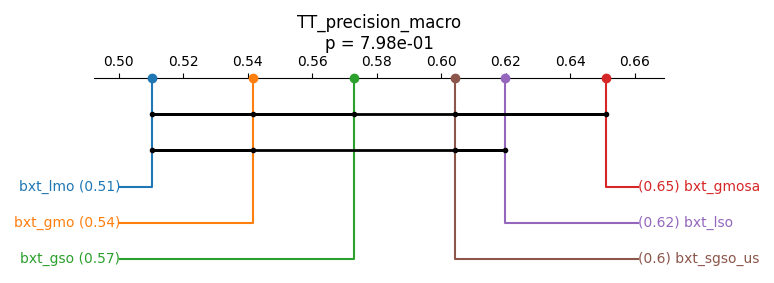 TT_precision_macro
p = 7.98e-01
0.50 0.52 0.54 0.56 0.58 0.60 0.62 0.64 0.66
bxt_lmo (0.51) (0.65) bxt_gmosa
bxt_gmo (0.54) (0.62) bxt_lso
bxt_gso (0.57) (0.6) bxt_sgso_us